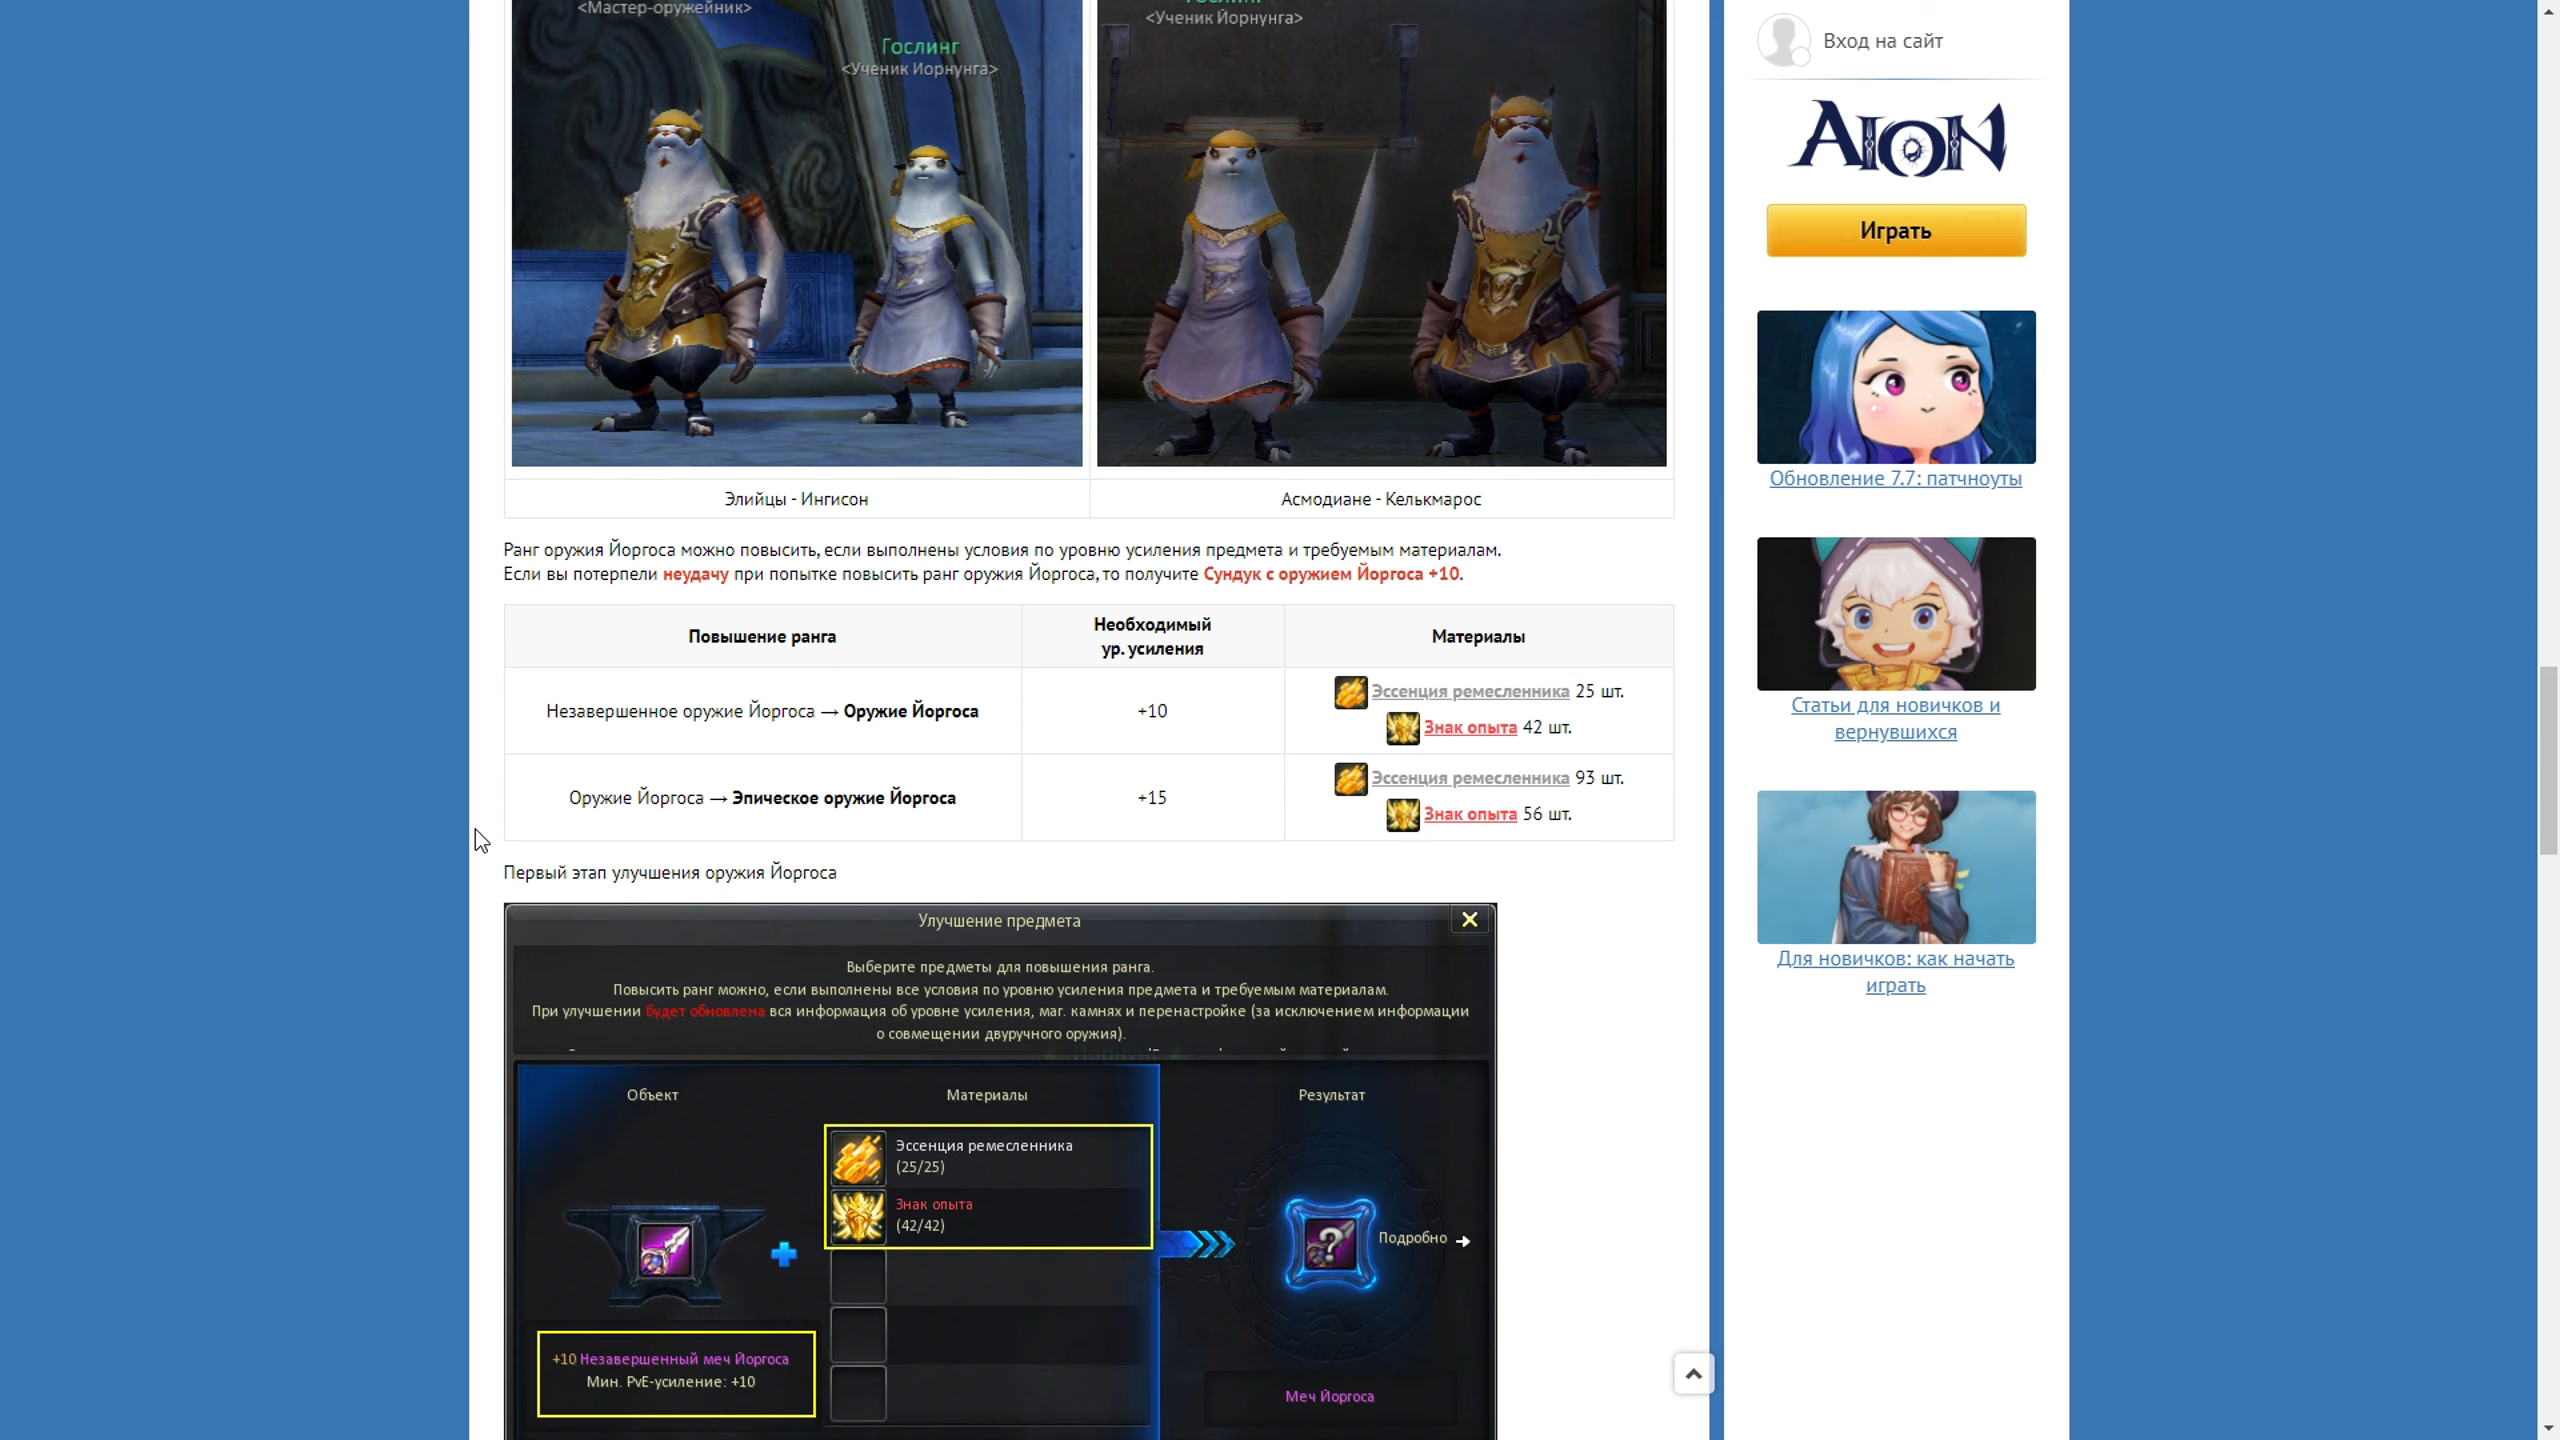 <Мастер-оружейник>
Гослинг
<Ученик Йорнунга>
<Ученик Йорнунга>
Элийцы - Ингисон
Асмодиане - Келькмарос
Ранг оружия Йоргоса можно повысить, если выполнены условия по уровню усиления предмета и требуемым материалам.
Если вы потерпели неудачу при попытке повысить ранг оружия Йоргоса, то получите Сундук с оружием Йоргоса +10.
Повышение ранга
Необходимый
ур. усиления
Материалы
Незавершенное оружие Йоргоса → Оружие Йоргоса
+10
Эссенция ремесленника 25 шт.
Знак опыта 42 шт.
Оружие Йоргоса → Эпическое оружие Йоргоса
+15
Эссенция ремесленника 93 шт.
Знак опыта 56 шт.
Первый этап улучшения оружия Йоргоса
Улучшение предмета
Выберите предметы для повышения ранга.
Повысить ранг можно, если выполнены все условия по уровню усиления предмета и требуемым материалам.
При улучшении будет обновлена вся информация об уровне усиления, маг. камнях и перенастройке (за исключением информации
о совмещении двуручного оружия).
Объект
Материалы
Результат
Эссенция ремесленника
(25/25)
Знак опыта
(42/42)
Подробно
+10 Незавершенный меч Йоргоса
Мин. PvE-усиление: +10
Меч Йоргоса
Вход на сайт
AION
Играть
Обновление 7.7: патчноуты
Статьи для новичков и
вернувшихся
Для новичков: как начать
играть